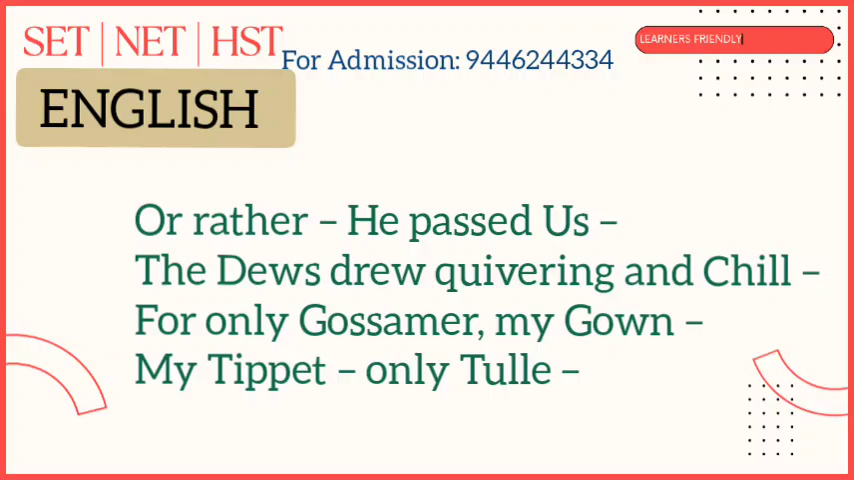 SET | NET | HST
For Admission: 9446244334
LEARNERS FRIENDLY
ENGLISH
Or rather – He passed Us –
The Dews drew quivering and Chill –
For only Gossamer, my Gown –
My Tippet – only Tulle –